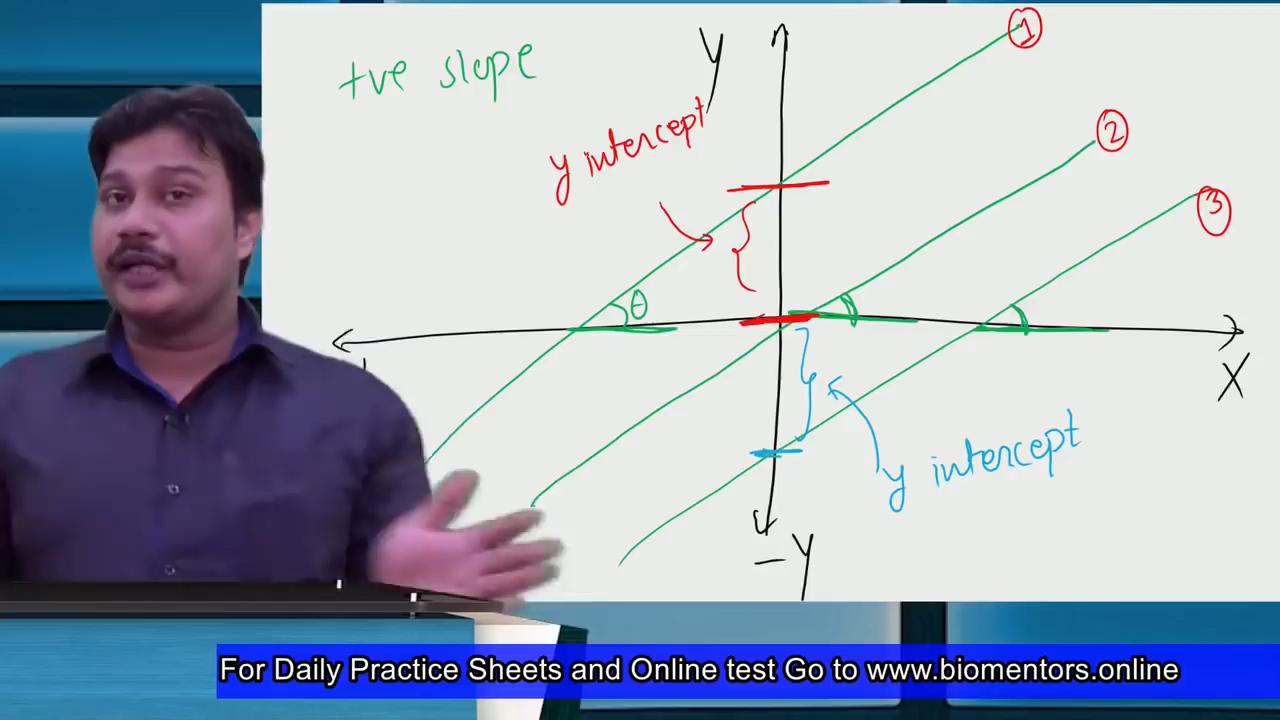 +ve slope
y
1
y intercept
2
3
θ
X
y intercept
-y
For Daily Practice Sheets and Online test Go to www.biomentors.online